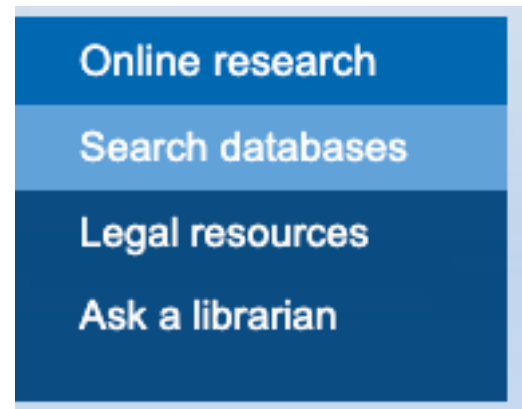 Online research
Search databases
Legal resources
Ask a librarian